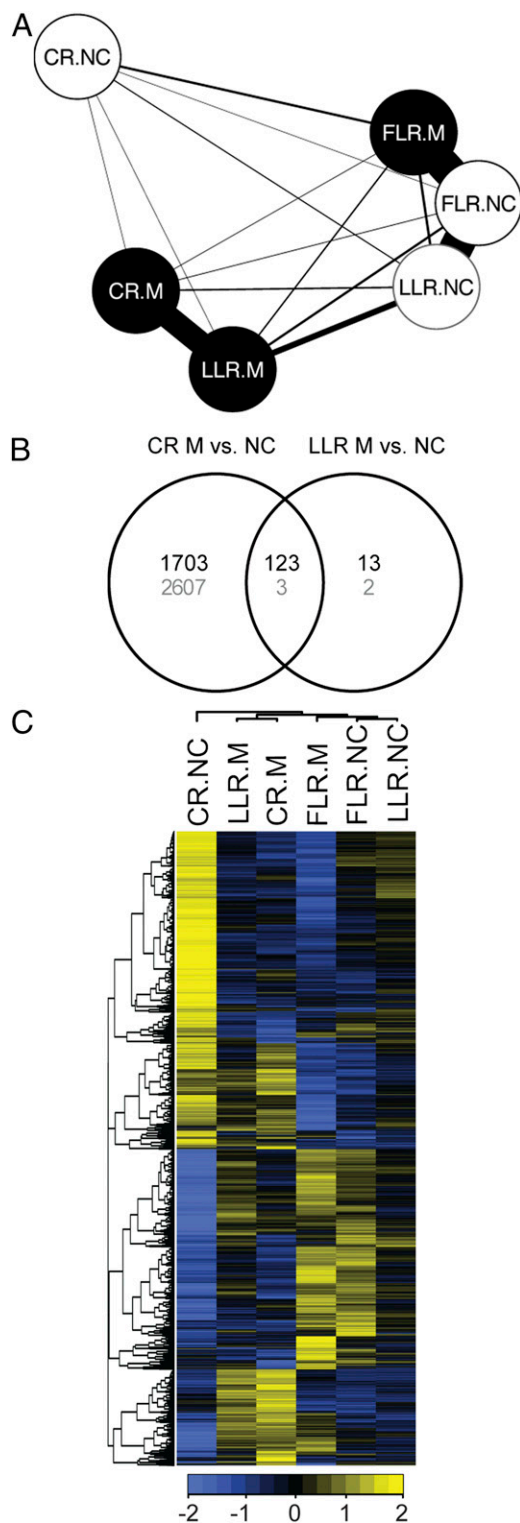 A
CR.NC
FLR.M
FLR.NC
LLR.NC
CR.M
LLR.M
B
CR M vs. NC LLR M vs. NC
1703 123 13
2607 3 2
C
CR.NC LLR.M CR.M FLR.M FLR.NC LLR.NC
-2 -1 0 1 2